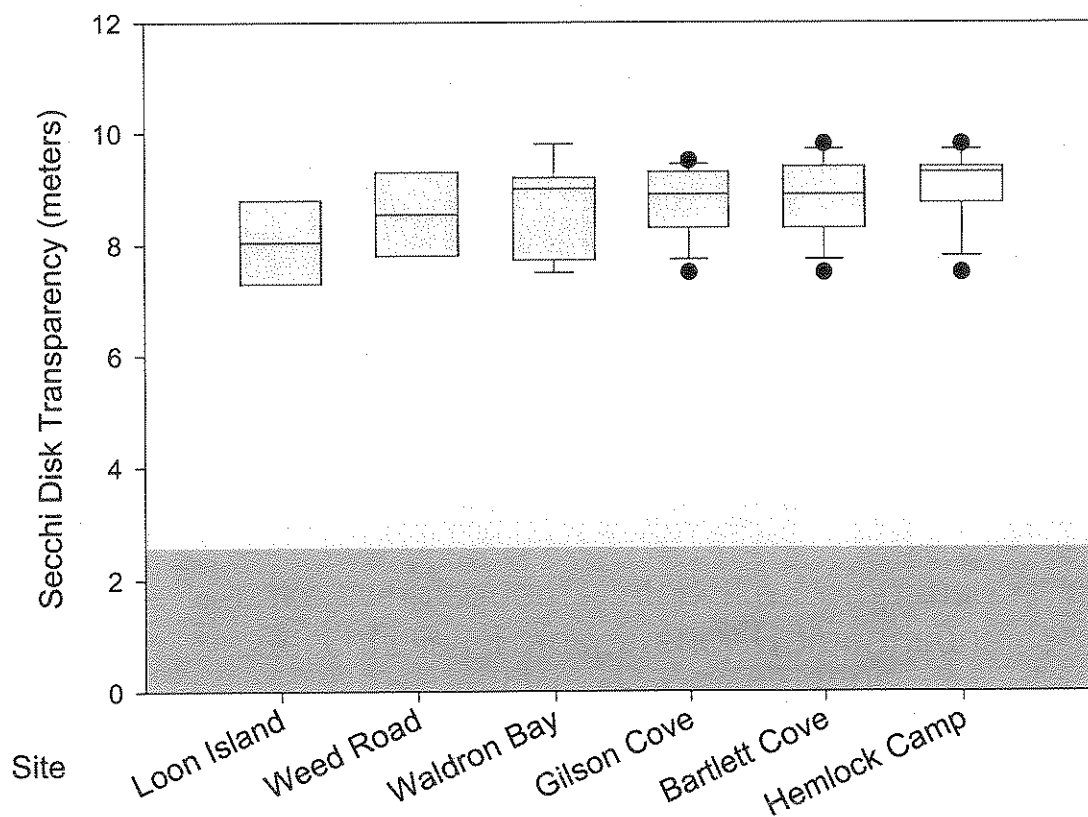 12
10
8
6
4
2
0
Secchi Disk Transparency (meters)
Site
Loon Island
Weed Road
Waldron Bay
Gilson Cove
Bartlett Cove
Hemlock Camp